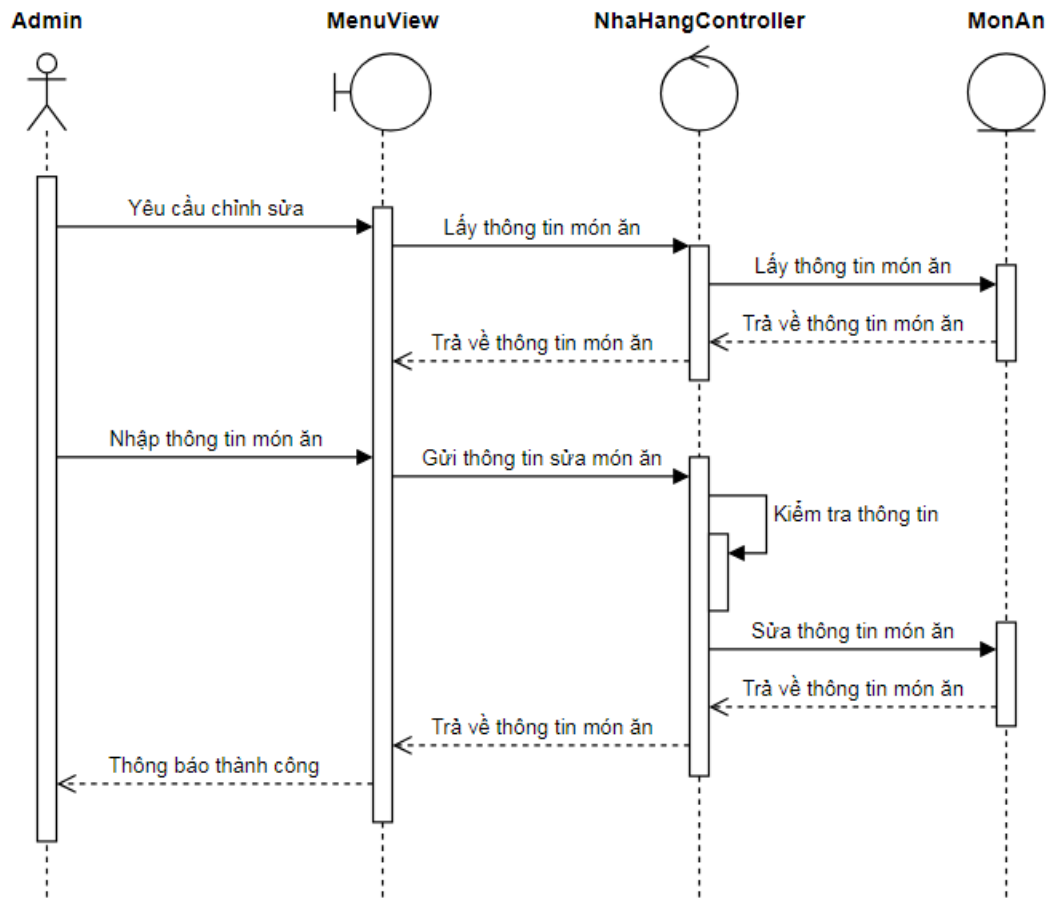 Admin
MenuView
NhaHangController
MonAn
Yêu cầu chỉnh sửa
Lấy thông tin món ăn
Lấy thông tin món ăn
Trả về thông tin món ăn
Trả về thông tin món ăn
Nhập thông tin món ăn
Gửi thông tin sửa món ăn
Kiểm tra thông tin
Sửa thông tin món ăn
Trả về thông tin món ăn
Trả về thông tin món ăn
Thông báo thành công